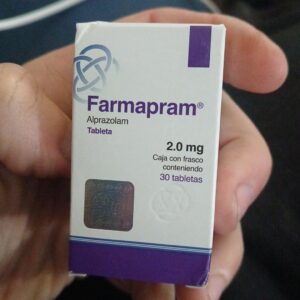 Farmapram®
Alprazolam
Tableta
2.0 mg
Caja con frasco
conteniendo
30 tabletas